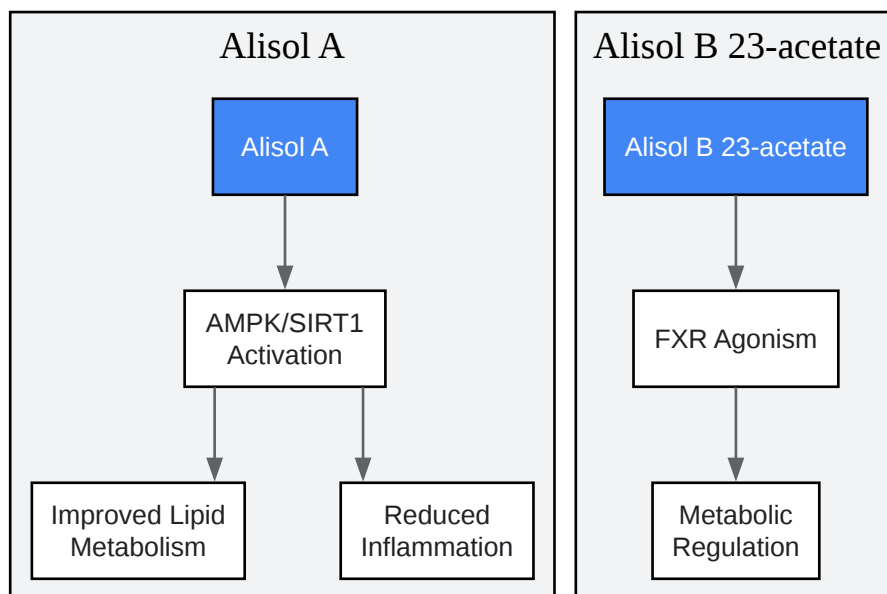 Alisol A
Alisol A
AMPK/SIRT1
Activation
Improved Lipid
Metabolism
Reduced
Inflammation
Alisol B 23-acetate
Alisol B 23-acetate
FXR Agonism
Metabolic
Regulation